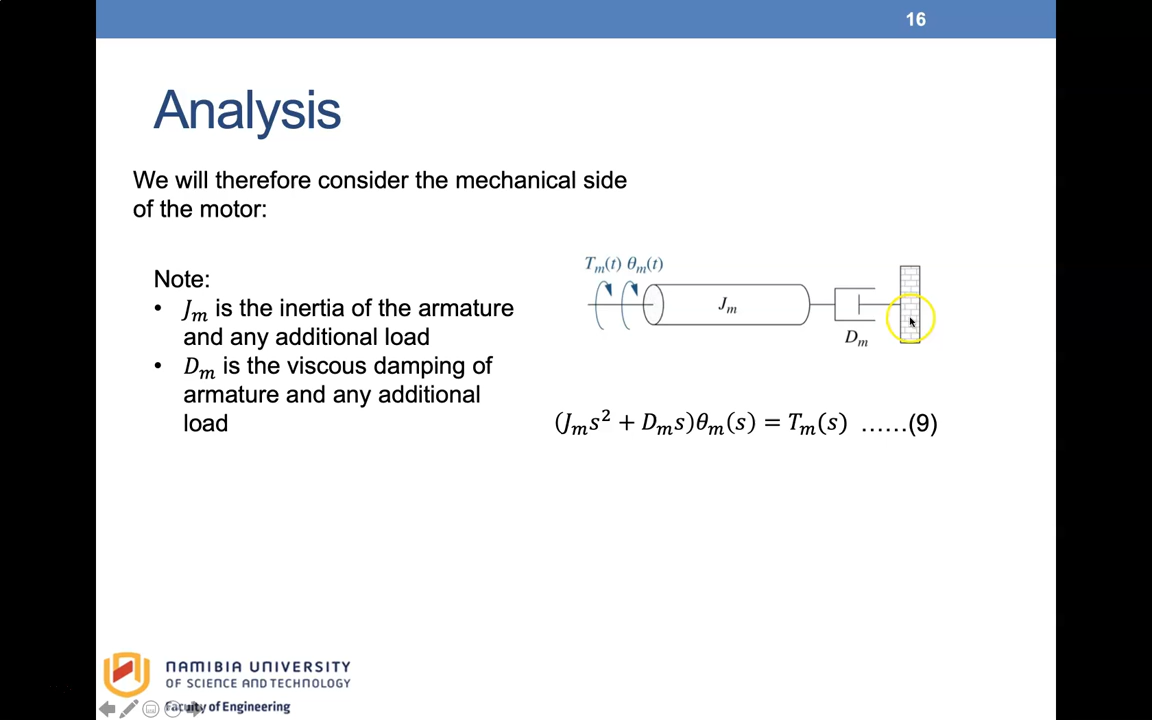 16
Analysis
We will therefore consider the mechanical side
of the motor:
Note:
• Jₘ is the inertia of the armature
and any additional load
• Dₘ is the viscous damping of
armature and any additional
load
Tₘ(t) θₘ(t)
Jₘ
Dₘ
(Jₘs² + Dₘs)θₘ(s) = Tₘ(s) ……(9)
NAMIBIA UNIVERSITY
OF SCIENCE AND TECHNOLOGY
Faculty of Engineering